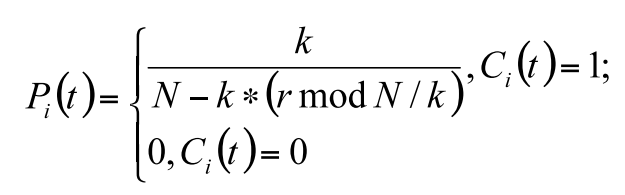 P_i(t) = { k / (N − k * (r mod N / k)), C_i(t) = 1;
0, C_i(t) = 0